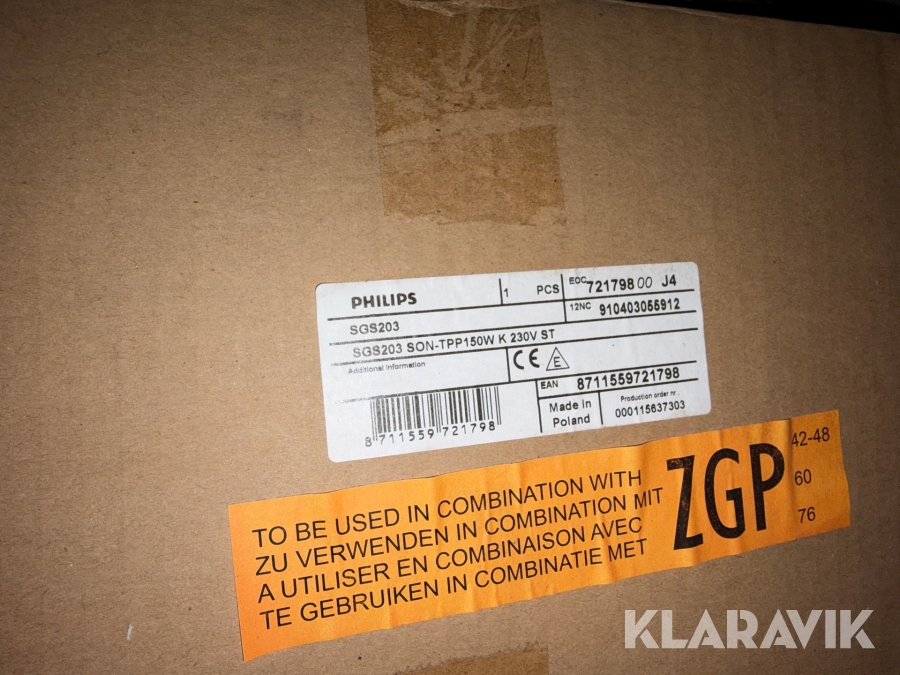 PHILIPS
1 PCS
EOC 721798 00 J4
12NC 910403055912
SGS203
SGS203 SON-TPP150W K 230V ST
Additional information
CE E
EAN 8711559721798
Made in
Poland
Production order nr.
000115637303
8 711559 721798
TO BE USED IN COMBINATION WITH
ZU VERWENDEN IN COMBINATION MIT
A UTILISER EN COMBINAISON AVEC
TE GEBRUIKEN IN COMBINATIE MET
ZGP
42-48
60
76
KLARAVIK